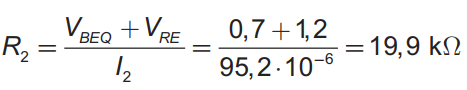 R₂ = (V_BEQ + V_RE) / I₂ = (0,7 + 1,2) / (95,2·10⁻⁶) = 19,9 kΩ